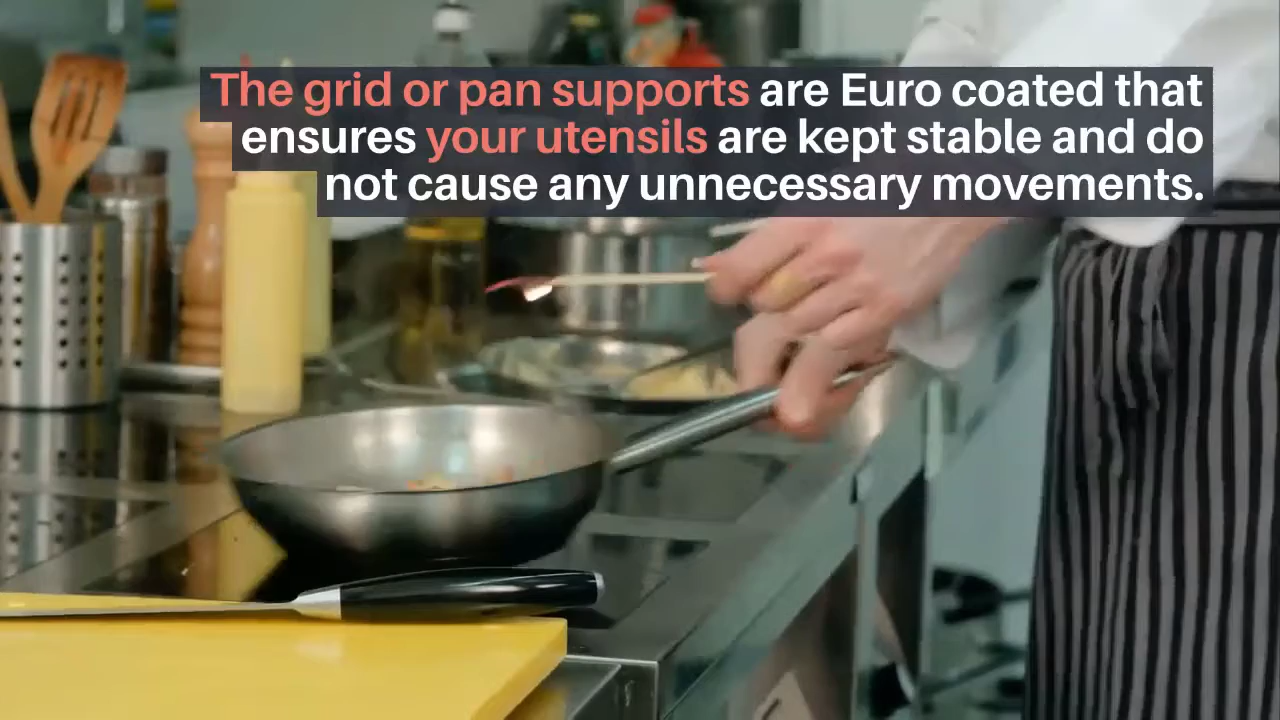 The grid or pan supports are Euro coated that
ensures your utensils are kept stable and do
not cause any unnecessary movements.